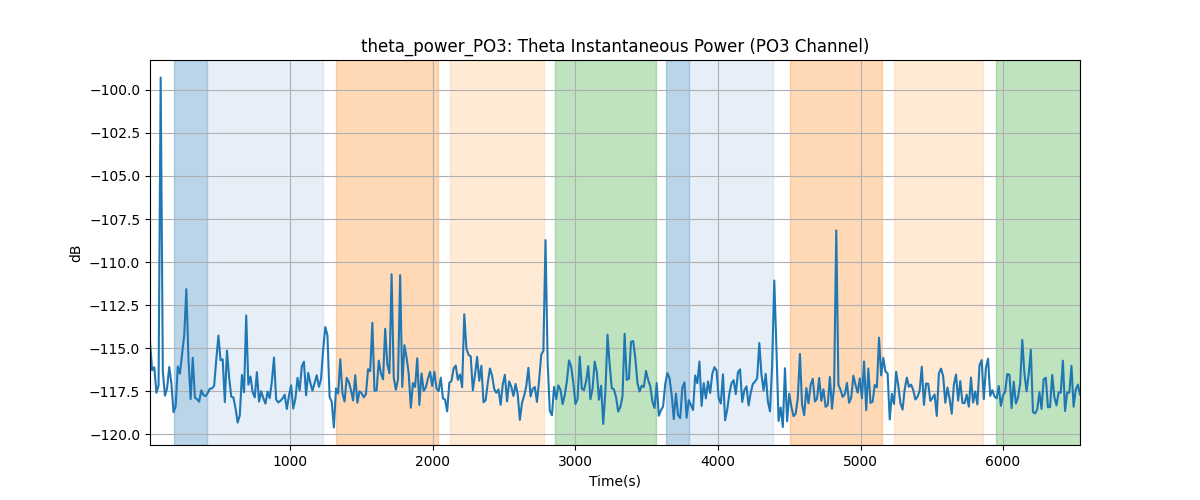 theta_power_PO3: Theta Instantaneous Power (PO3 Channel)
−100.0
−102.5
−105.0
−107.5
−110.0
−112.5
−115.0
−117.5
−120.0
dB
1000 2000 3000 4000 5000 6000
Time(s)